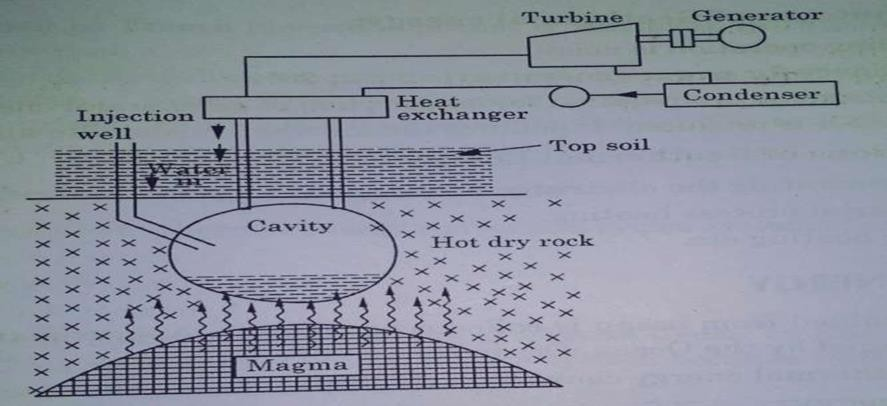 Turbine
Generator
Heat
exchanger
Condenser
Injection
well
Water
in
Top soil
Cavity
Hot dry rock
Magma